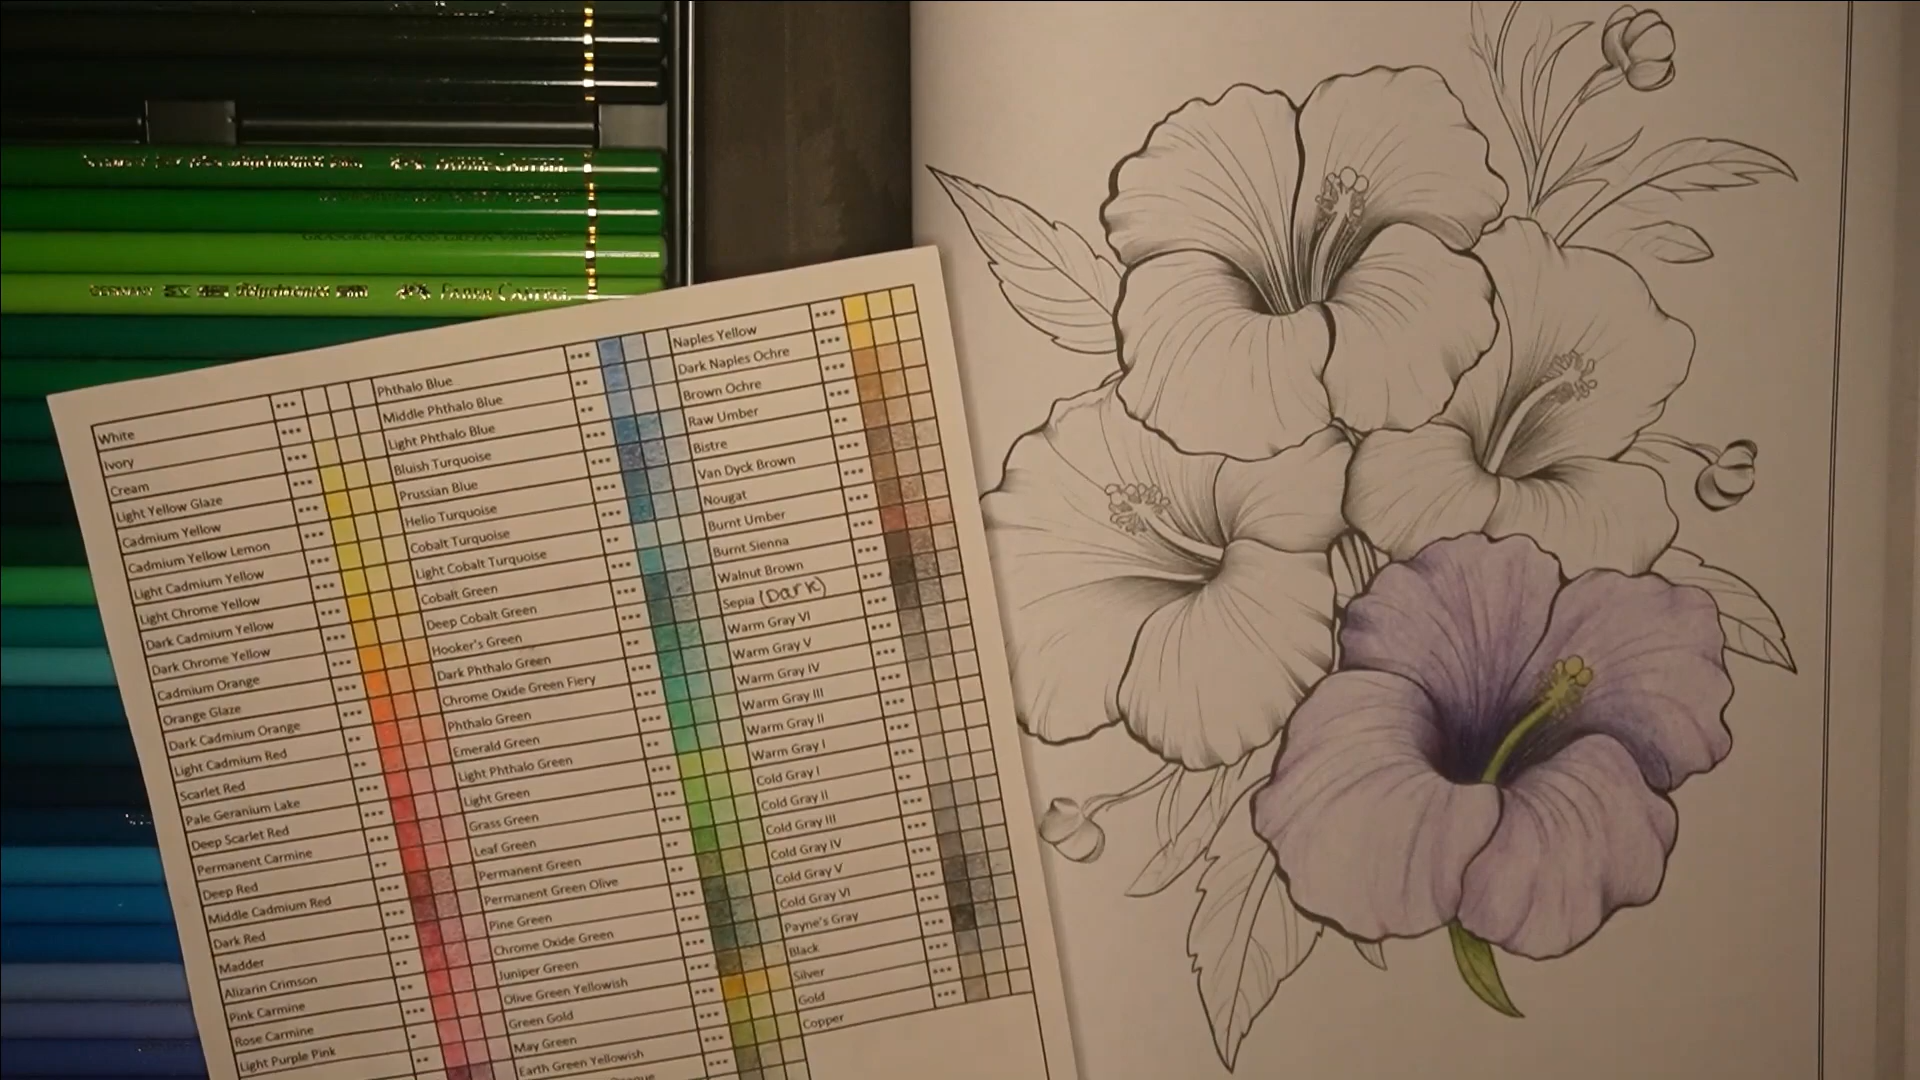 FABER-CASTELL
GERMANY Polychromos FABER-CASTELL
White
Ivory
Cream
Light Yellow Glaze
Cadmium Yellow
Cadmium Yellow Lemon
Light Cadmium Yellow
Light Chrome Yellow
Dark Cadmium Yellow
Dark Chrome Yellow
Cadmium Orange
Orange Glaze
Dark Cadmium Orange
Light Cadmium Red
Scarlet Red
Pale Geranium Lake
Deep Scarlet Red
Permanent Carmine
Deep Red
Middle Cadmium Red
Dark Red
Madder
Alizarin Crimson
Pink Carmine
Rose Carmine
Light Purple Pink
Phthalo Blue
Middle Phthalo Blue
Light Phthalo Blue
Bluish Turquoise
Prussian Blue
Helio Turquoise
Cobalt Turquoise
Light Cobalt Turquoise
Cobalt Green
Deep Cobalt Green
Hooker's Green
Dark Phthalo Green
Chrome Oxide Green Fiery
Phthalo Green
Emerald Green
Light Phthalo Green
Light Green
Grass Green
Leaf Green
Permanent Green
Permanent Green Olive
Pine Green
Chrome Oxide Green
Juniper Green
Olive Green Yellowish
Green Gold
May Green
Earth Green Yellowish
Naples Yellow
Dark Naples Ochre
Brown Ochre
Raw Umber
Bistre
Van Dyck Brown
Nougat
Burnt Umber
Burnt Sienna
Walnut Brown
Sepia (Dark)
Warm Gray VI
Warm Gray V
Warm Gray IV
Warm Gray III
Warm Gray II
Warm Gray I
Cold Gray I
Cold Gray II
Cold Gray III
Cold Gray IV
Cold Gray V
Cold Gray VI
Payne's Gray
Black
Silver
Gold
Copper